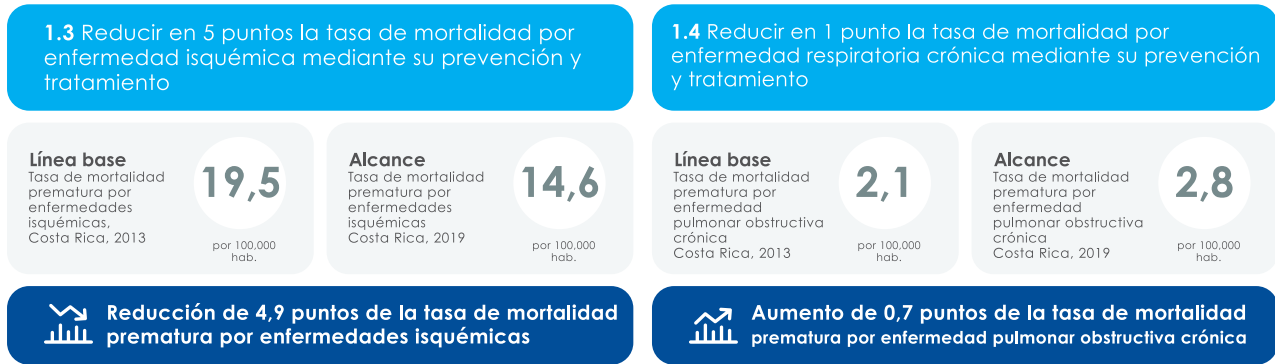 1.3 Reducir en 5 puntos la tasa de mortalidad por
enfermedad isquémica mediante su prevención y
tratamiento
Línea base
Tasa de mortalidad
prematura por
enfermedades
isquémicas,
Costa Rica, 2013
19,5
por 100,000
hab.
Alcance
Tasa de mortalidad
prematura por
enfermedades
isquémicas
Costa Rica, 2019
14,6
por 100,000
hab.
Reducción de 4,9 puntos de la tasa de mortalidad
prematura por enfermedades isquémicas
1.4 Reducir en 1 punto la tasa de mortalidad por
enfermedad respiratoria crónica mediante su prevención
y tratamiento
Línea base
Tasa de mortalidad
prematura por
enfermedad
pulmonar obstructiva
crónica
Costa Rica, 2013
2,1
por 100,000
hab.
Alcance
Tasa de mortalidad
prematura por
enfermedad
pulmonar obstructiva
crónica
Costa Rica, 2019
2,8
por 100,000
hab.
Aumento de 0,7 puntos de la tasa de mortalidad
prematura por enfermedad pulmonar obstructiva crónica